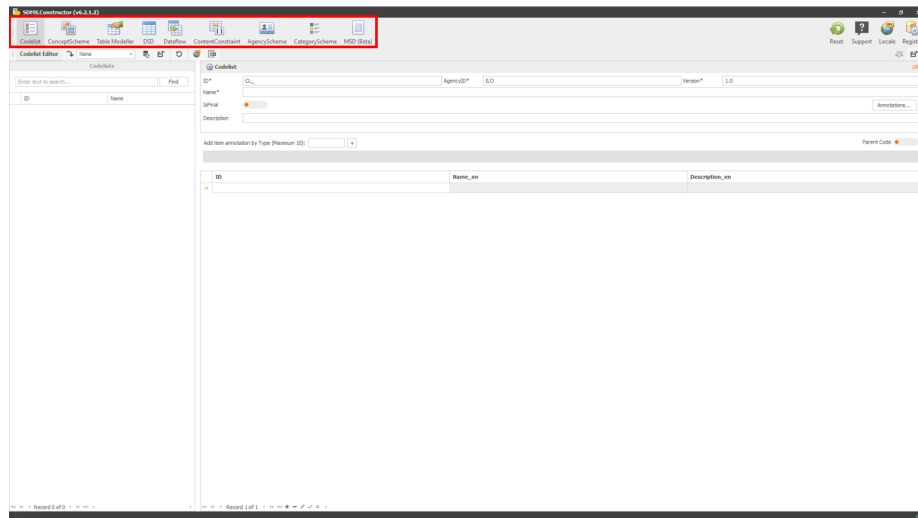 SDMX.Constructor (v6.2.1.2)
Codelist ConceptScheme Table Modeller DSD Dataflow ContentConstraint AgencyScheme CategoryScheme MSD (Beta) Reset Support Locale Regist
Codelist Editor None
Codelists
Codelist
Enter text to search... Find
ID* CL_ AgencyID* ILO Version* 1.0
Name*
ID Name
IsFinal Annotations...
Description
Add item annotation by Type (Maximum 10): + Parent Code
ID Name_en Description_en
Record 0 of 0 Record 1 of 1